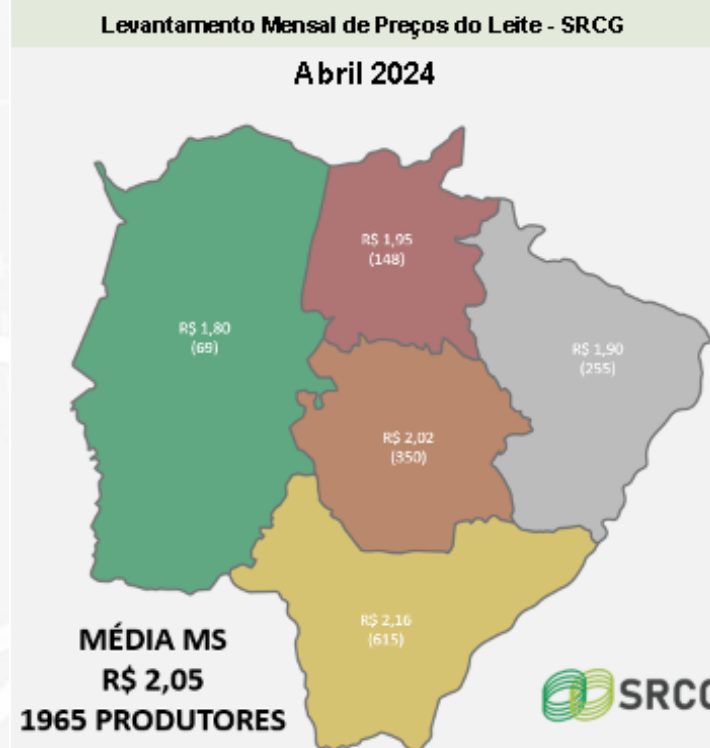 Levantamento Mensal de Preços do Leite - SRCG
Abril 2024
R$ 1,95
(148)
R$ 1,80
(69)
R$ 1,90
(255)
R$ 2,02
(350)
R$ 2,16
(615)
MÉDIA MS
R$ 2,05
1965 PRODUTORES
SRCG